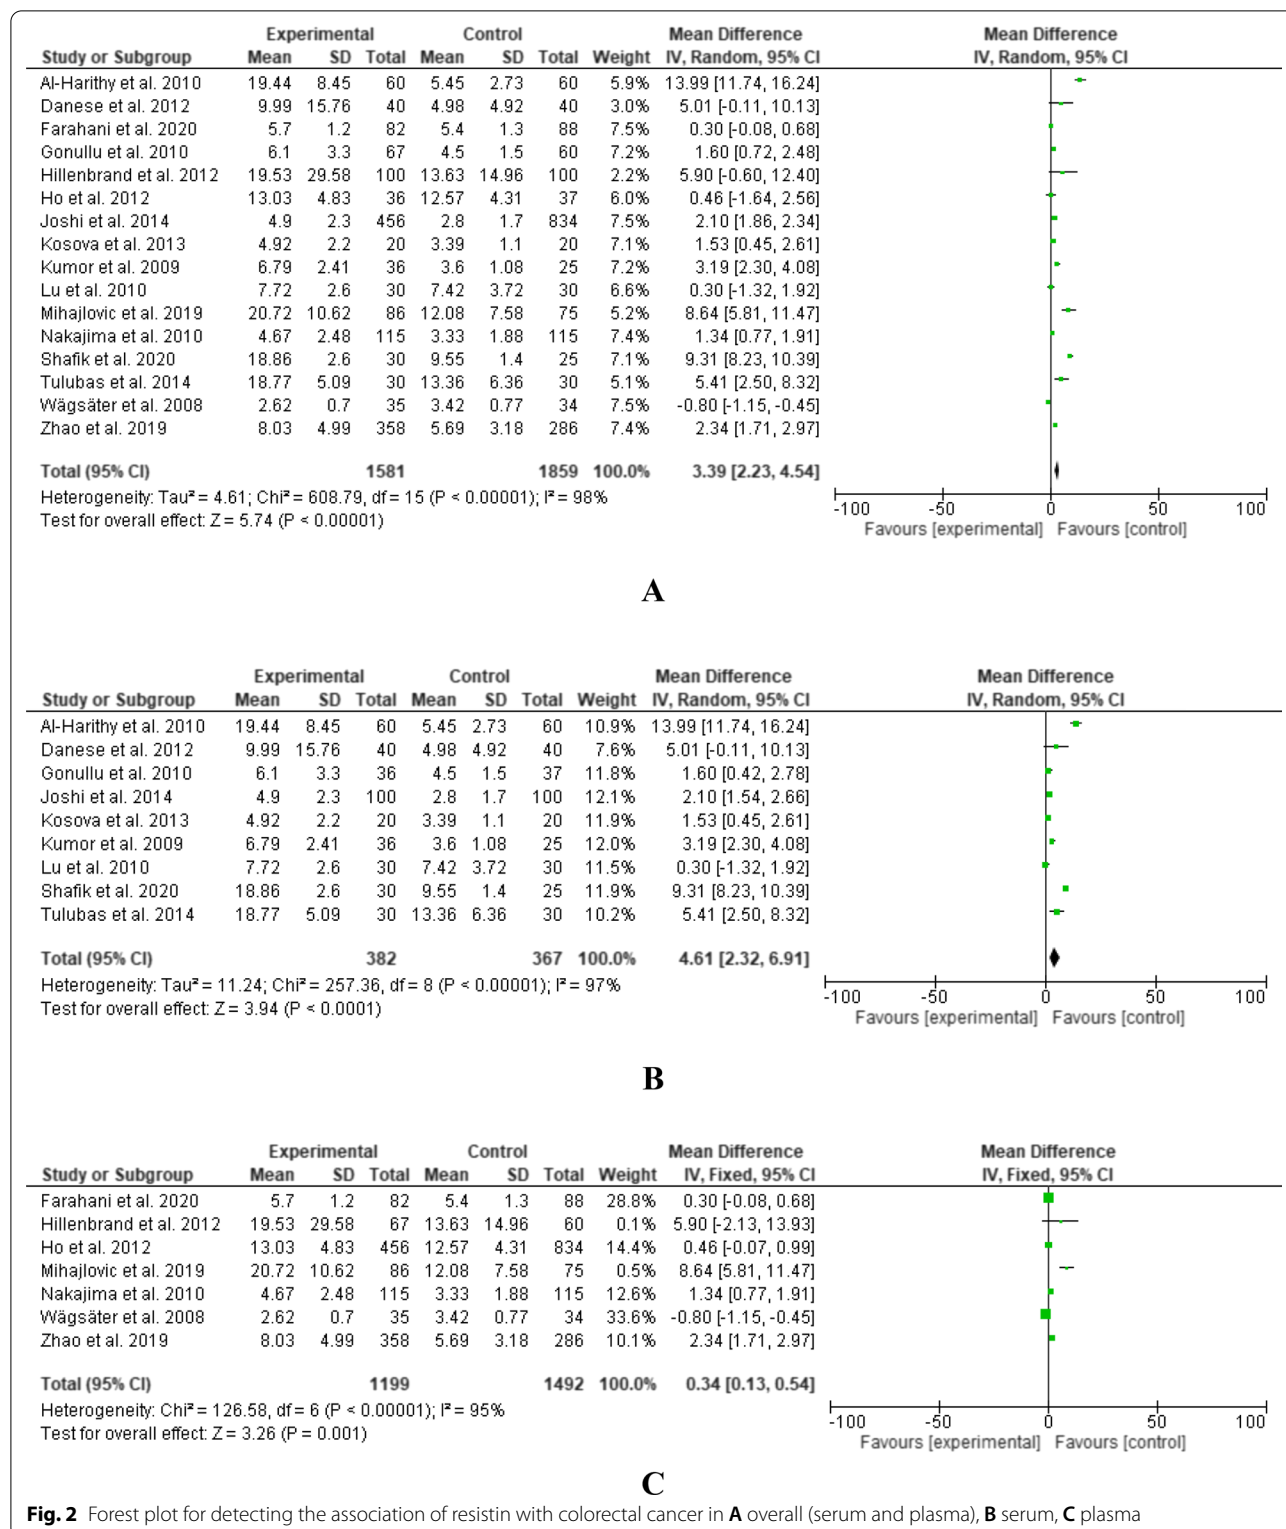 Experimental Control Mean Difference Mean Difference
Study or Subgroup Mean SD Total Mean SD Total Weight IV, Random, 95% CI IV, Random, 95% CI
Al-Harithy et al. 2010 19.44 8.45 60 5.45 2.73 60 5.9% 13.99 [11.74, 16.24]
Danese et al. 2012 9.99 15.76 40 4.98 4.92 40 3.0% 5.01 [-0.11, 10.13]
Farahani et al. 2020 5.7 1.2 82 5.4 1.3 88 7.5% 0.30 [-0.08, 0.68]
Gonullu et al. 2010 6.1 3.3 67 4.5 1.5 60 7.2% 1.60 [0.72, 2.48]
Hillenbrand et al. 2012 19.53 29.58 100 13.63 14.96 100 2.2% 5.90 [-0.60, 12.40]
Ho et al. 2012 13.03 4.83 36 12.57 4.31 37 6.0% 0.46 [-1.64, 2.56]
Joshi et al. 2014 4.9 2.3 456 2.8 1.7 834 7.5% 2.10 [1.86, 2.34]
Kosova et al. 2013 4.92 2.2 20 3.39 1.1 20 7.1% 1.53 [0.45, 2.61]
Kumor et al. 2009 6.79 2.41 36 3.6 1.08 25 7.2% 3.19 [2.30, 4.08]
Lu et al. 2010 7.72 2.6 30 7.42 3.72 30 6.6% 0.30 [-1.32, 1.92]
Mihajlovic et al. 2019 20.72 10.62 86 12.08 7.58 75 5.2% 8.64 [5.81, 11.47]
Nakajima et al. 2010 4.67 2.48 115 3.33 1.88 115 7.4% 1.34 [0.77, 1.91]
Shafik et al. 2020 18.86 2.6 30 9.55 1.4 25 7.1% 9.31 [8.23, 10.39]
Tulubas et al. 2014 18.77 5.09 30 13.36 6.36 30 5.1% 5.41 [2.50, 8.32]
Wägsäter et al. 2008 2.62 0.7 35 3.42 0.77 34 7.5% -0.80 [-1.15, -0.45]
Zhao et al. 2019 8.03 4.99 358 5.69 3.18 286 7.4% 2.34 [1.71, 2.97]
Total (95% CI) 1581 1859 100.0% 3.39 [2.23, 4.54]
Heterogeneity: Tau² = 4.61; Chi² = 608.79, df = 15 (P < 0.00001); I² = 98%
Test for overall effect: Z = 5.74 (P < 0.00001)
-100 -50 0 50 100
Favours [experimental] Favours [control]
A
Experimental Control Mean Difference Mean Difference
Study or Subgroup Mean SD Total Mean SD Total Weight IV, Random, 95% CI IV, Random, 95% CI
Al-Harithy et al. 2010 19.44 8.45 60 5.45 2.73 60 10.9% 13.99 [11.74, 16.24]
Danese et al. 2012 9.99 15.76 40 4.98 4.92 40 7.6% 5.01 [-0.11, 10.13]
Gonullu et al. 2010 6.1 3.3 36 4.5 1.5 37 11.8% 1.60 [0.42, 2.78]
Joshi et al. 2014 4.9 2.3 100 2.8 1.7 100 12.1% 2.10 [1.54, 2.66]
Kosova et al. 2013 4.92 2.2 20 3.39 1.1 20 11.9% 1.53 [0.45, 2.61]
Kumor et al. 2009 6.79 2.41 36 3.6 1.08 25 12.0% 3.19 [2.30, 4.08]
Lu et al. 2010 7.72 2.6 30 7.42 3.72 30 11.5% 0.30 [-1.32, 1.92]
Shafik et al. 2020 18.86 2.6 30 9.55 1.4 25 11.9% 9.31 [8.23, 10.39]
Tulubas et al. 2014 18.77 5.09 30 13.36 6.36 30 10.2% 5.41 [2.50, 8.32]
Total (95% CI) 382 367 100.0% 4.61 [2.32, 6.91]
Heterogeneity: Tau² = 11.24; Chi² = 257.36, df = 8 (P < 0.00001); I² = 97%
Test for overall effect: Z = 3.94 (P < 0.0001)
-100 -50 0 50 100
Favours [experimental] Favours [control]
B
Experimental Control Mean Difference Mean Difference
Study or Subgroup Mean SD Total Mean SD Total Weight IV, Fixed, 95% CI IV, Fixed, 95% CI
Farahani et al. 2020 5.7 1.2 82 5.4 1.3 88 28.8% 0.30 [-0.08, 0.68]
Hillenbrand et al. 2012 19.53 29.58 67 13.63 14.96 60 0.1% 5.90 [-2.13, 13.93]
Ho et al. 2012 13.03 4.83 456 12.57 4.31 834 14.4% 0.46 [-0.07, 0.99]
Mihajlovic et al. 2019 20.72 10.62 86 12.08 7.58 75 0.5% 8.64 [5.81, 11.47]
Nakajima et al. 2010 4.67 2.48 115 3.33 1.88 115 12.6% 1.34 [0.77, 1.91]
Wägsäter et al. 2008 2.62 0.7 35 3.42 0.77 34 33.6% -0.80 [-1.15, -0.45]
Zhao et al. 2019 8.03 4.99 358 5.69 3.18 286 10.1% 2.34 [1.71, 2.97]
Total (95% CI) 1199 1492 100.0% 0.34 [0.13, 0.54]
Heterogeneity: Chi² = 126.58, df = 6 (P < 0.00001); I² = 95%
Test for overall effect: Z = 3.26 (P = 0.001)
-100 -50 0 50 100
Favours [experimental] Favours [control]
C
Fig. 2 Forest plot for detecting the association of resistin with colorectal cancer in A overall (serum and plasma), B serum, C plasma